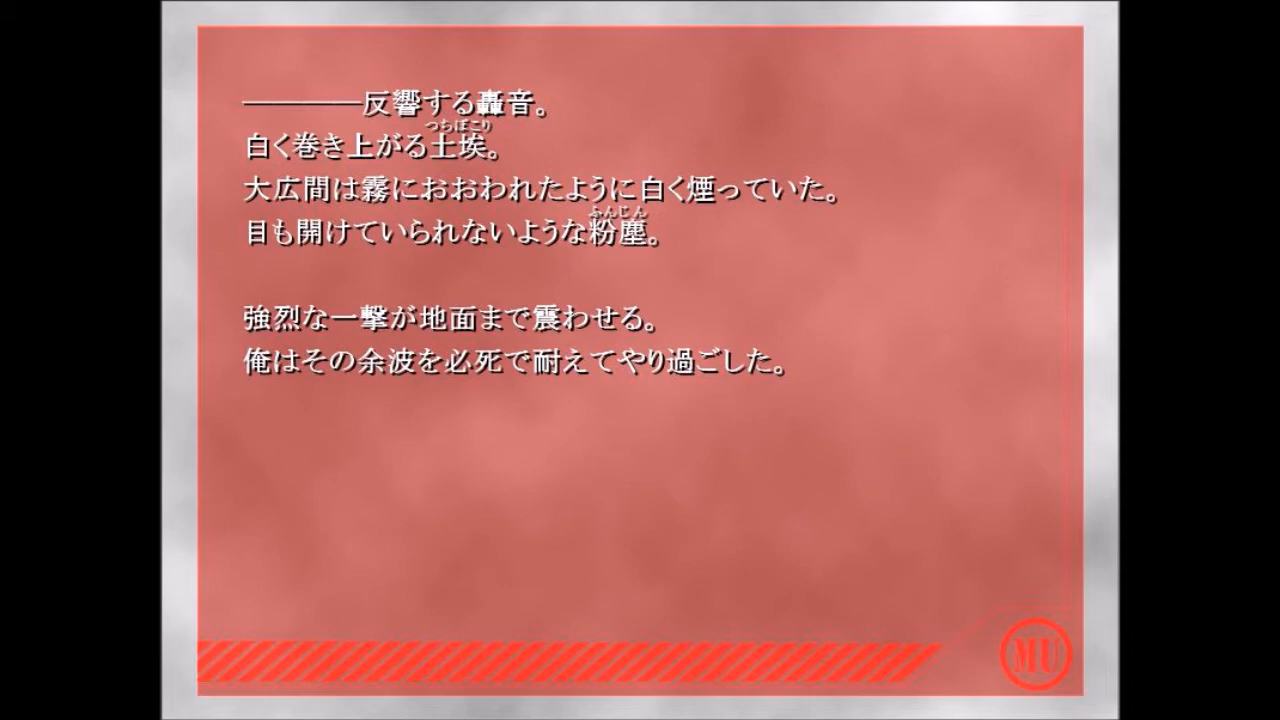 ――――反響する轟音。
つちぼこり
白く巻き上がる土埃。
大広間は霧におおわれたように白く煙っていた。
ふんじん
目も開けていられないような粉塵。
強烈な一撃が地面まで震わせる。
俺はその余波を必死で耐えてやり過ごした。
MU